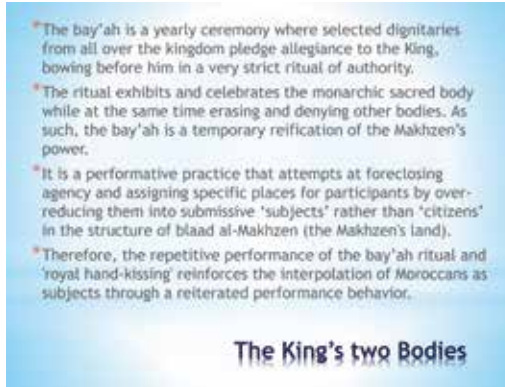 *The bay'ah is a yearly ceremony where selected dignitaries
from all over the kingdom pledge allegiance to the King,
bowing before him in a very strict ritual of authority.
*The ritual exhibits and celebrates the monarchic sacred body
while at the same time erasing and denying other bodies. As
such, the bay'ah is a temporary reification of the Makhzen's
power.
*It is a performative practice that attempts at foreclosing
agency and assigning specific places for participants by over-
reducing them into submissive 'subjects' rather than 'citizens'
in the structure of blaad al-Makhzen (the Makhzen's land).
*Therefore, the repetitive performance of the bay'ah ritual and
'royal hand-kissing' reinforces the interpolation of Moroccans as
subjects through a reiterated performance behavior.
The King's two Bodies